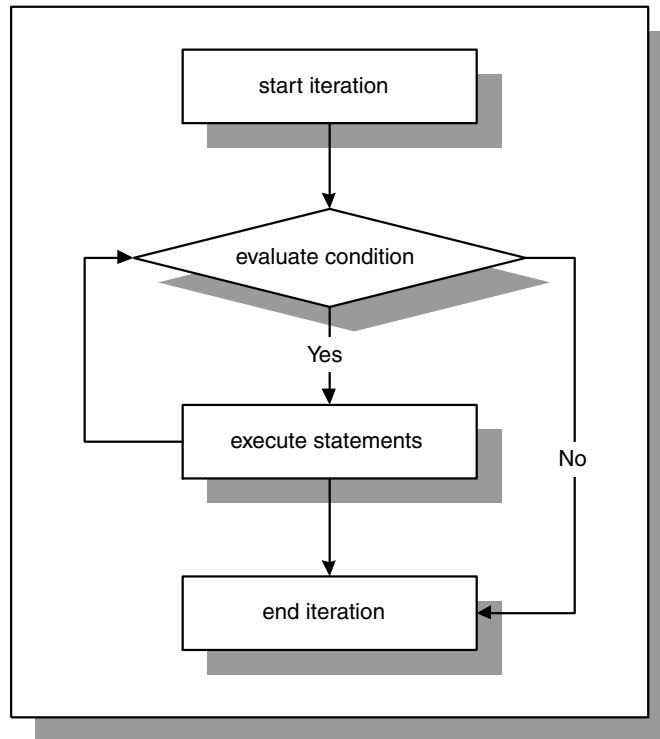 start iteration
evaluate condition
Yes
execute statements
No
end iteration